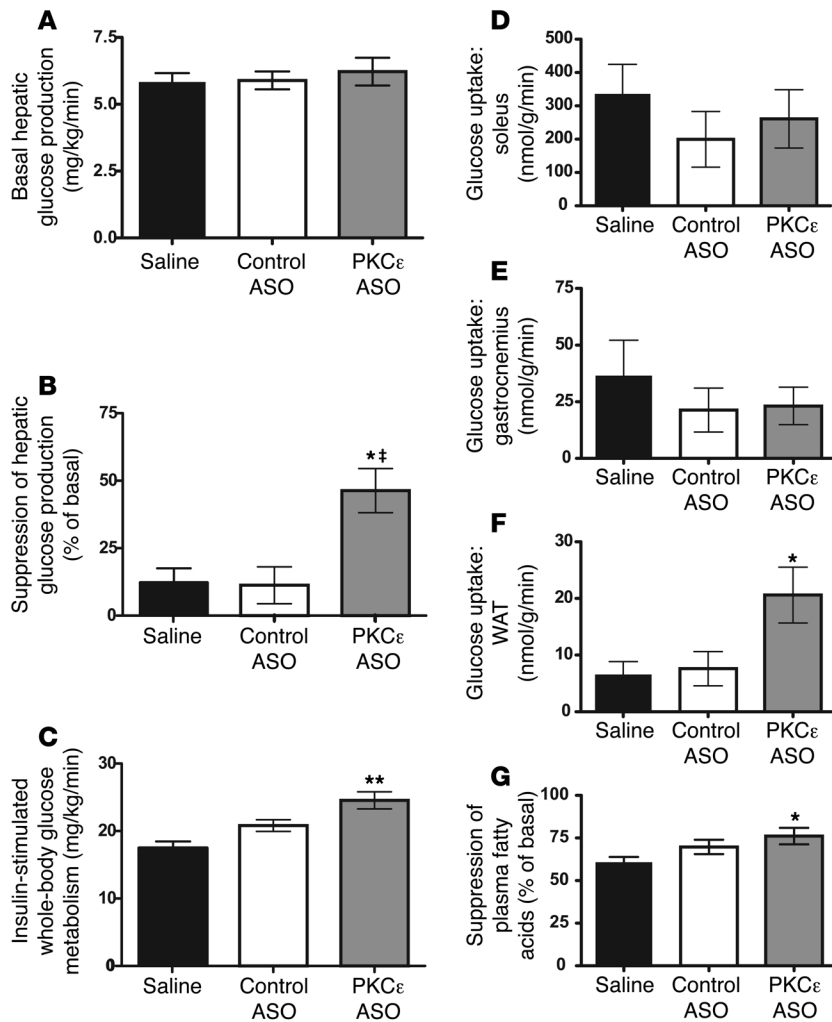 A
Basal hepatic
glucose production
(mg/kg/min)
7.5
5.0
2.5
0.0
Saline
Control
ASO
PKCε
ASO
B
Suppression of hepatic
glucose production
(% of basal)
75
50
25
0
*‡
Saline
Control
ASO
PKCε
ASO
C
Insulin-stimulated
whole-body glucose
metabolism (mg/kg/min)
30
20
10
0
**
Saline
Control
ASO
PKCε
ASO
D
Glucose uptake:
soleus
(nmol/g/min)
500
400
300
200
100
0
Saline
Control
ASO
PKCε
ASO
E
Glucose uptake:
gastrocnemius
(nmol/g/min)
75
50
25
0
Saline
Control
ASO
PKCε
ASO
F
Glucose uptake:
WAT
(nmol/g/min)
30
20
10
0
*
Saline
Control
ASO
PKCε
ASO
G
Suppression of
plasma fatty
acids (% of basal)
100
75
50
25
0
*
Saline
Control
ASO
PKCε
ASO